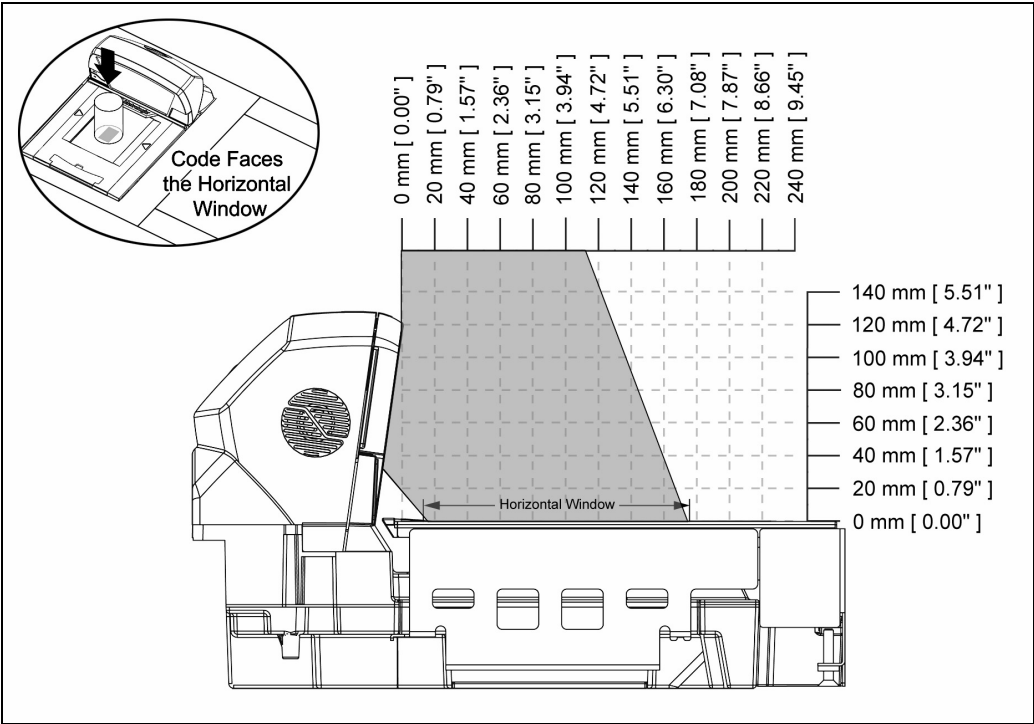 Code Faces
the Horizontal
Window
0 mm [ 0.00" ]
20 mm [ 0.79" ]
40 mm [ 1.57" ]
60 mm [ 2.36" ]
80 mm [ 3.15" ]
100 mm [ 3.94" ]
120 mm [ 4.72" ]
140 mm [ 5.51" ]
160 mm [ 6.30" ]
180 mm [ 7.08" ]
200 mm [ 7.87" ]
220 mm [ 8.66" ]
240 mm [ 9.45" ]
140 mm [ 5.51" ]
120 mm [ 4.72" ]
100 mm [ 3.94" ]
80 mm [ 3.15" ]
60 mm [ 2.36" ]
40 mm [ 1.57" ]
20 mm [ 0.79" ]
0 mm [ 0.00" ]
Horizontal Window